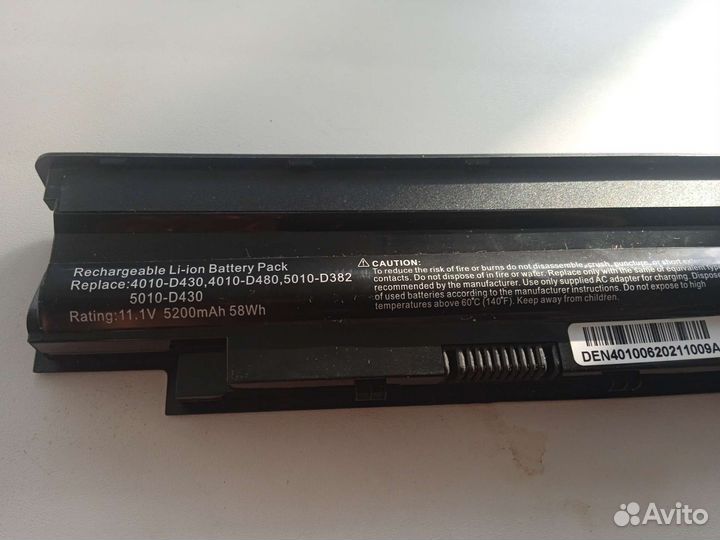 Rechargeable Li-ion Battery Pack
Replace:4010-D430,4010-D480,5010-D382
5010-D430
Rating:11.1V 5200mAh 58Wh
CAUTION:
To reduce the risk of fire or burns do not disassemble,crush, puncture, or short external
contacts. Do not dispose of in fire or water. Replace only with the same or equivalent type
recommended by the manufacturer. Use only supplied AC adapter for charging. Dispose
of used batteries according to the manufacturer instructions. Do not expose to high
temperatures above 60°C (140°F). Keep away from children.
DEN40100620211009A
Avito